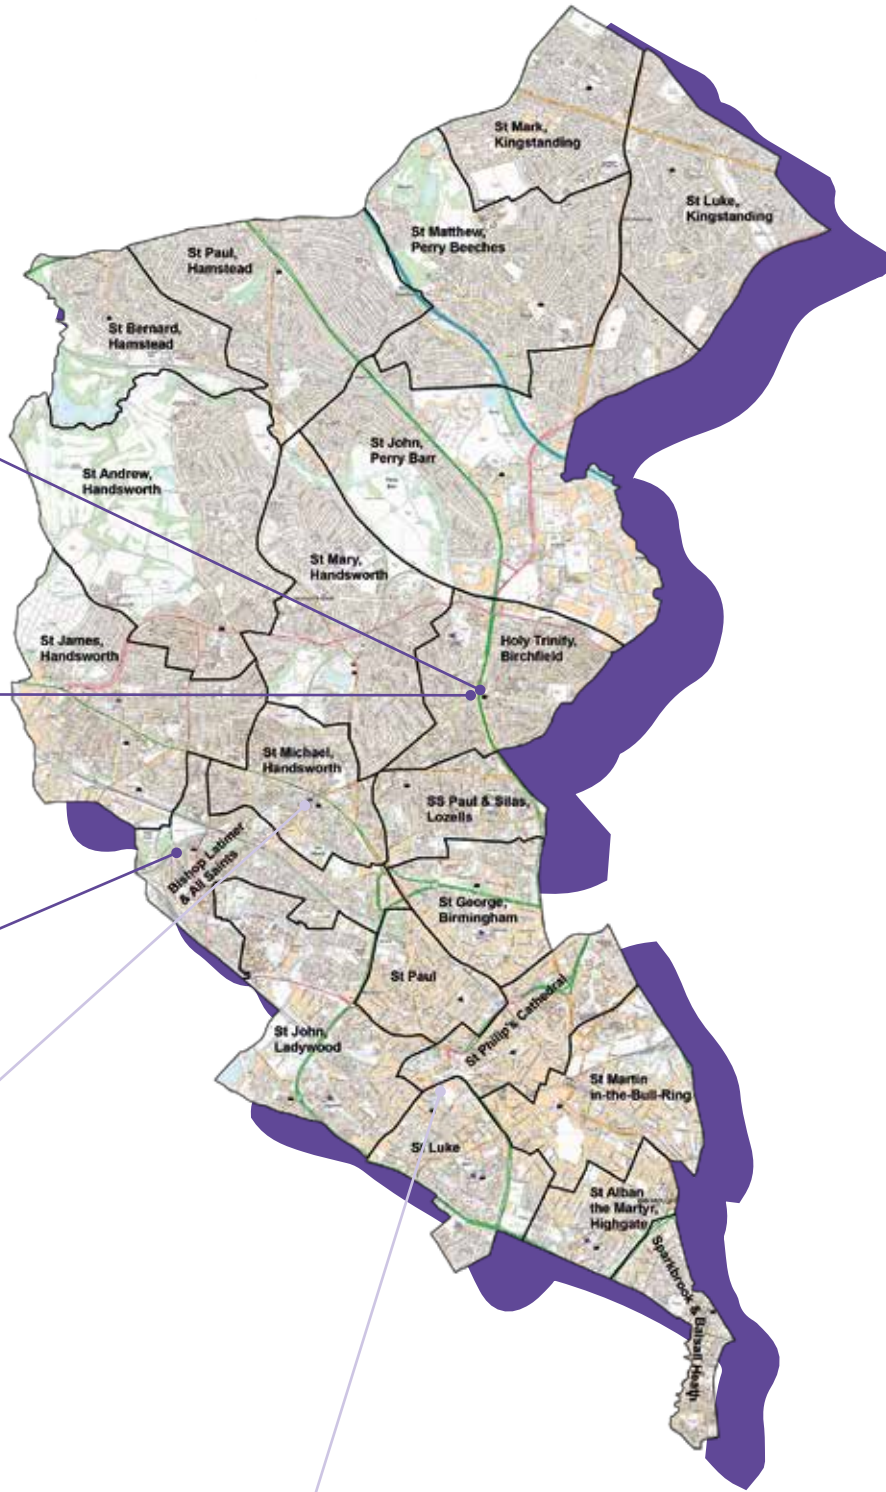 St Mark,
Kingstanding
St Luke,
Kingstanding
St Matthew,
Perry Beeches
St Paul,
Hamstead
St Bernard,
Hamstead
St John,
Perry Barr
St Andrew,
Handsworth
St Mary,
Handsworth
St James,
Handsworth
Holy Trinity,
Birchfield
St Michael,
Handsworth
SS Paul & Silas,
Lozells
Bishop Latimer
& All Saints
St George,
Birmingham
St Paul
St Philip's Cathedral
St John,
Ladywood
St Martin
in-the-Bull-Ring
St Luke
St Alban
the Martyr,
Highgate
Sparkbrook & Balsall Heath